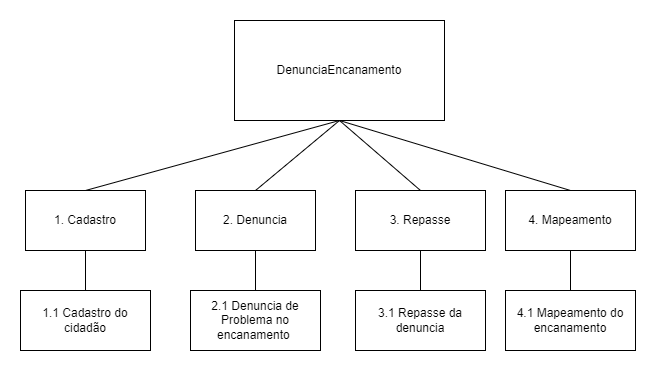 DenunciaEncanamento
1. Cadastro
2. Denuncia
3. Repasse
4. Mapeamento
1.1 Cadastro do
cidadão
2.1 Denuncia de
Problema no
encanamento
3.1 Repasse da
denuncia
4.1 Mapeamento do
encanamento